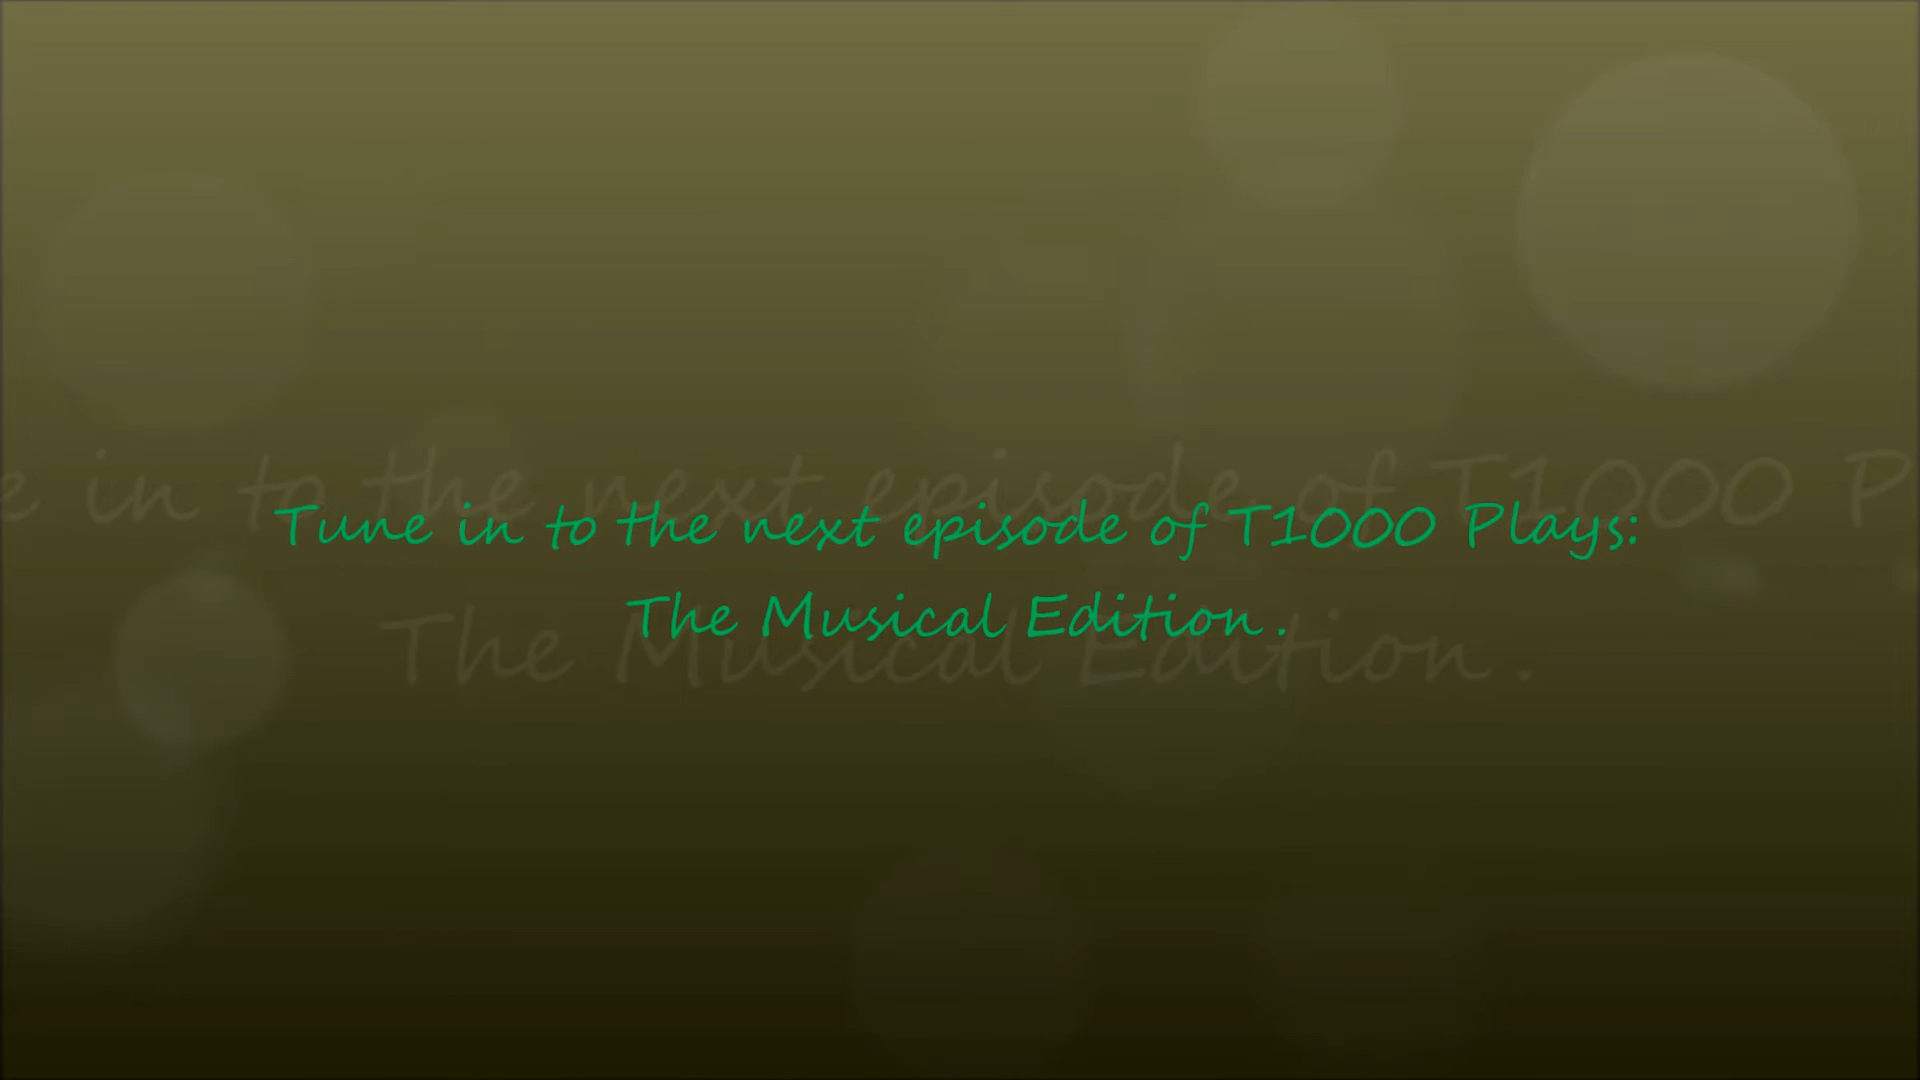 Tune in to the next episode of T1000 Plays:
The Musical Edition.